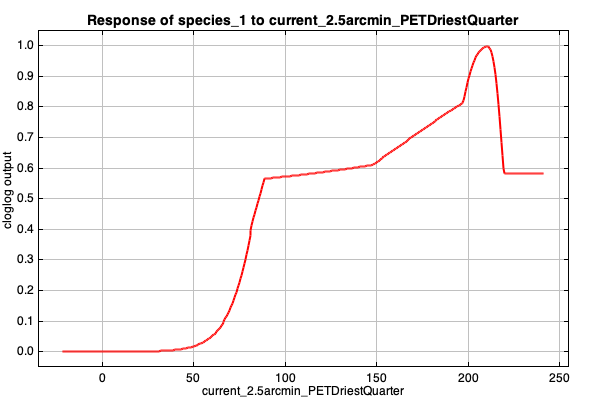 Response of species_1 to current_2.5arcmin_PETDriestQuarter
cloglog output
1.0
0.9
0.8
0.7
0.6
0.5
0.4
0.3
0.2
0.1
0.0
0 50 100 150 200 250
current_2.5arcmin_PETDriestQuarter